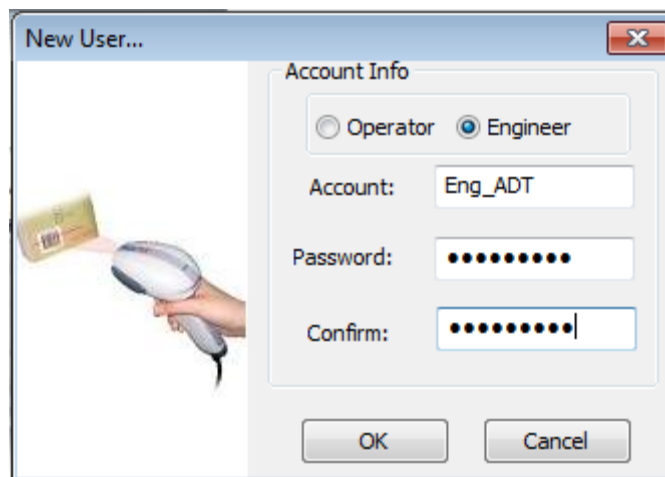 New User...
Account Info
Operator Engineer
Account: Eng_ADT
Password: •••••••••
Confirm: •••••••••
OK Cancel